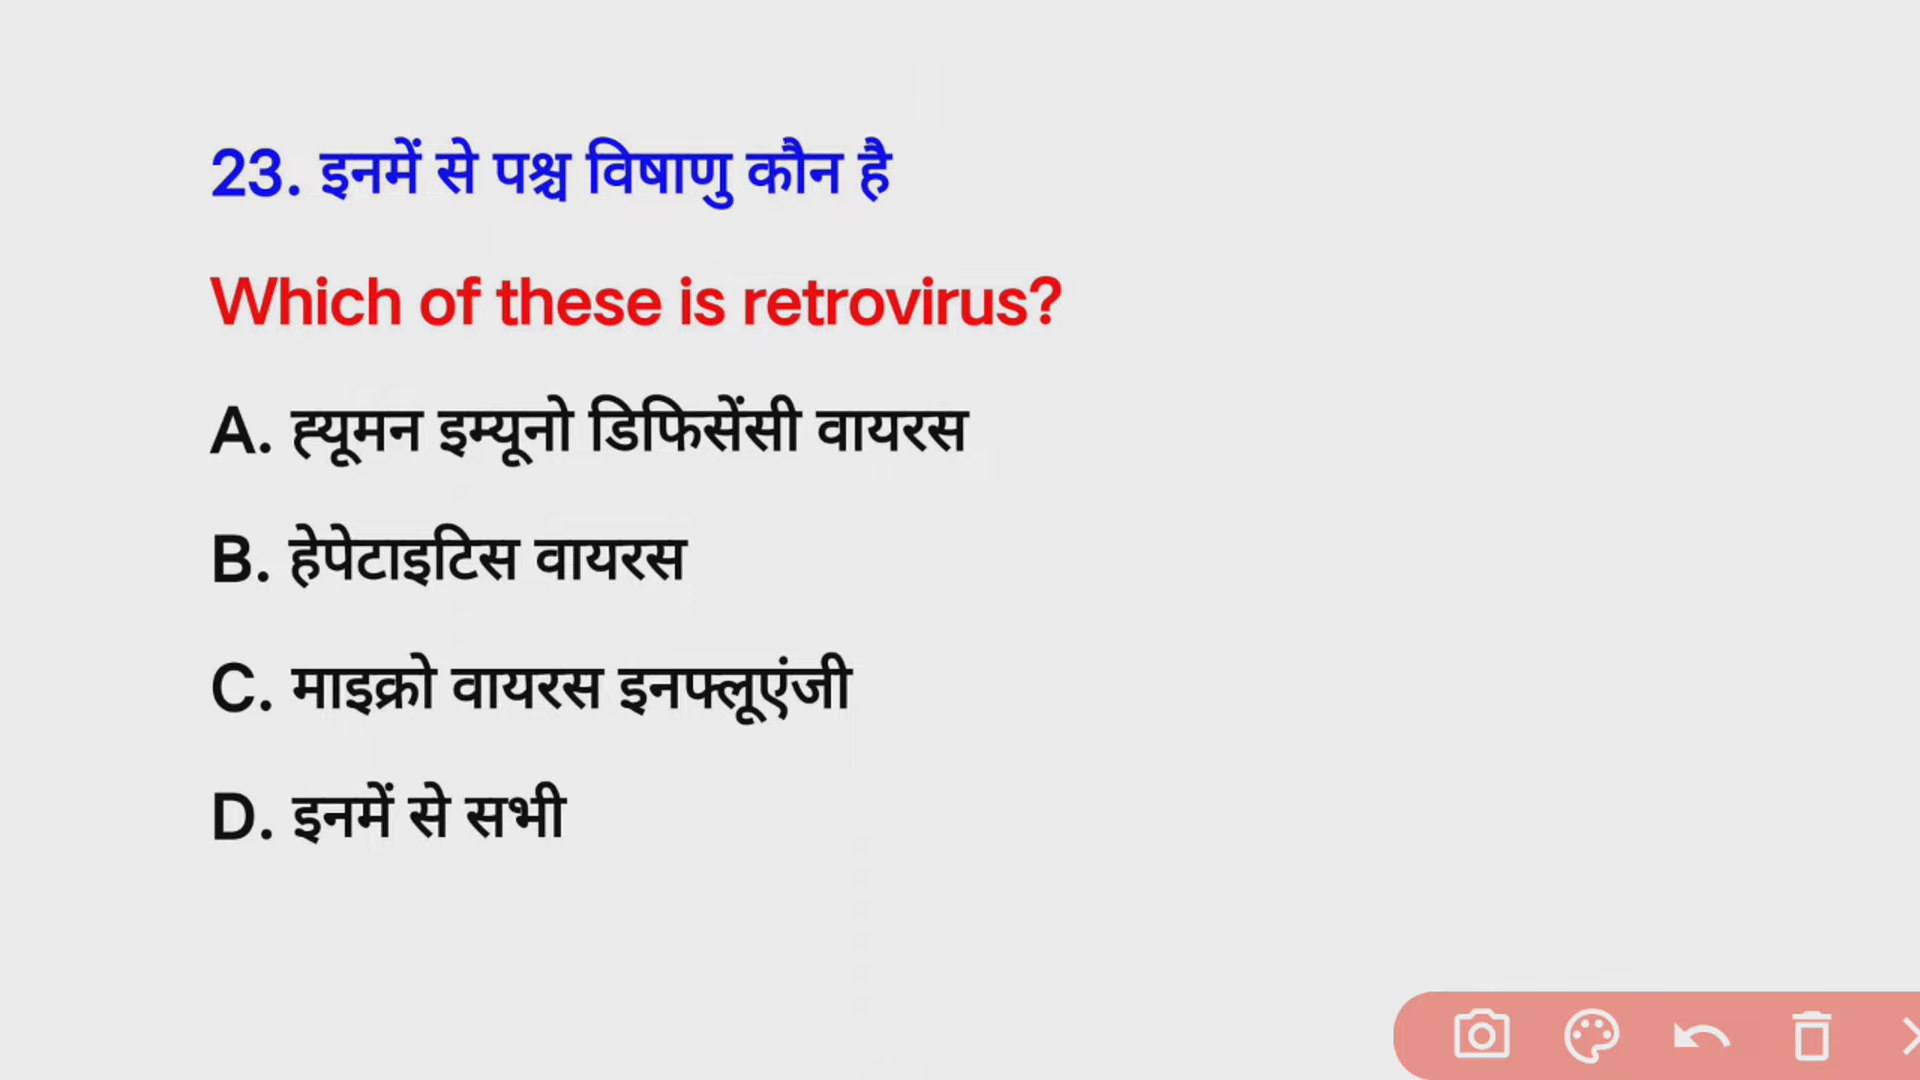 23. इनमें से पश्च विषाणु कौन है
Which of these is retrovirus?
A. ह्यूमन इम्यूनो डिफिसेंसी वायरस
B. हेपेटाइटिस वायरस
C. माइक्रो वायरस इनफ्लूएंजी
D. इनमें से सभी